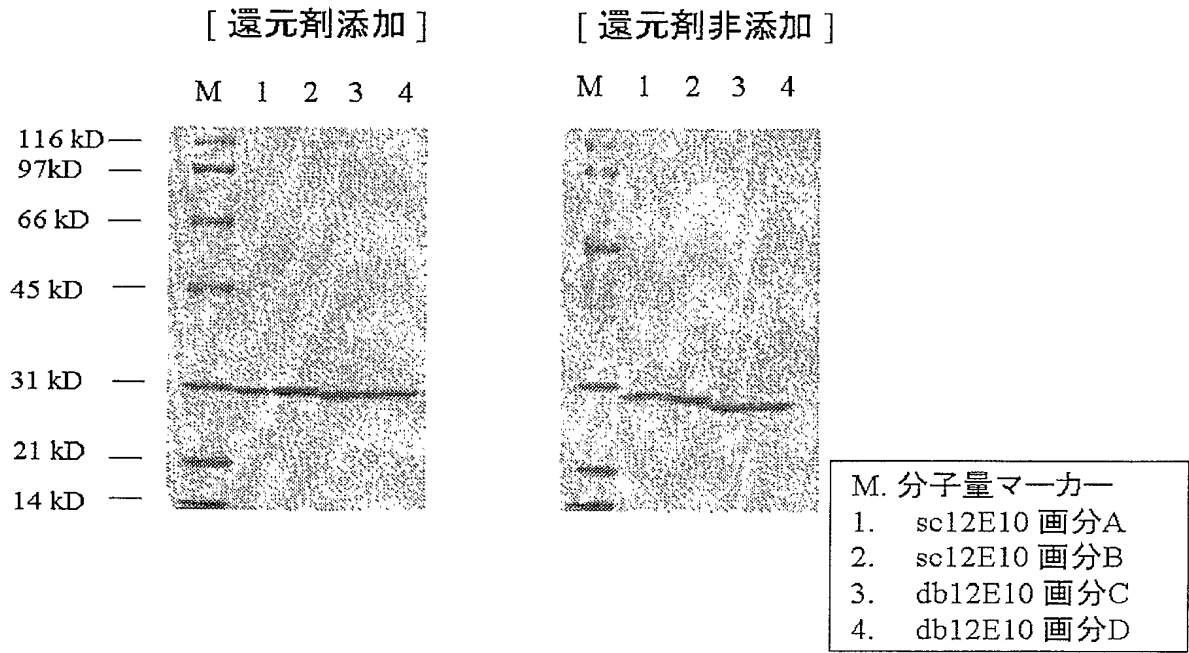 [ 還元剤添加 ]
[ 還元剤非添加 ]
M 1 2 3 4
M 1 2 3 4
116 kD
97kD
66 kD
45 kD
31 kD
21 kD
14 kD
M. 分子量マーカー
1. sc12E10 画分A
2. sc12E10 画分B
3. db12E10 画分C
4. db12E10 画分D